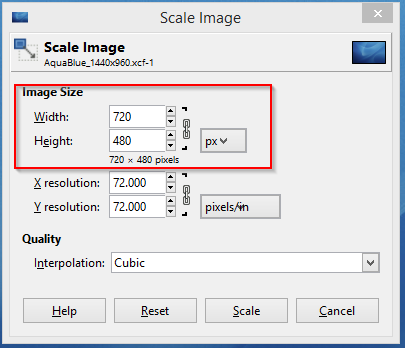 Scale Image
Scale Image
AquaBlue_1440x960.xcf-1
Image Size
Width: 720
Height: 480 px
720 × 480 pixels
X resolution: 72.000
Y resolution: 72.000 pixels/in
Quality
Interpolation: Cubic
Help Reset Scale Cancel